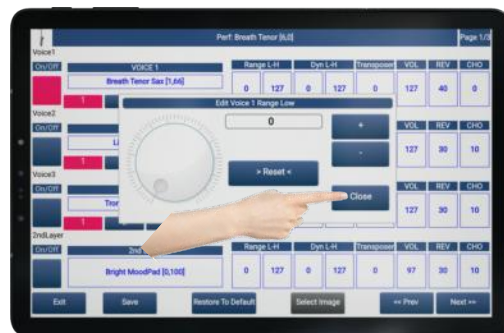 Perf: Breath Tenor [6,0] Page 1/3
Voice1
On/Off VOICE 1 Range L-H Dyn L-H Transposer VOL REV CHO
Breath Tenor Sax [1,66] 0 127 0 127 0 127 40 0
1
Edit Voice 1 Range Low
0 +
-
> Reset <
Close
Voice2
On/Off VOL REV CHO
127 30 10
1
Voice3
On/Off VOL REV CHO
127 30 10
1
2ndLayer
On/Off Range L-H Dyn L-H Transposer VOL REV CHO
Bright MoodPad [0,100] 0 127 0 127 0 97 30 10
Exit Save Restore To Default Select Image << Prev Next >>